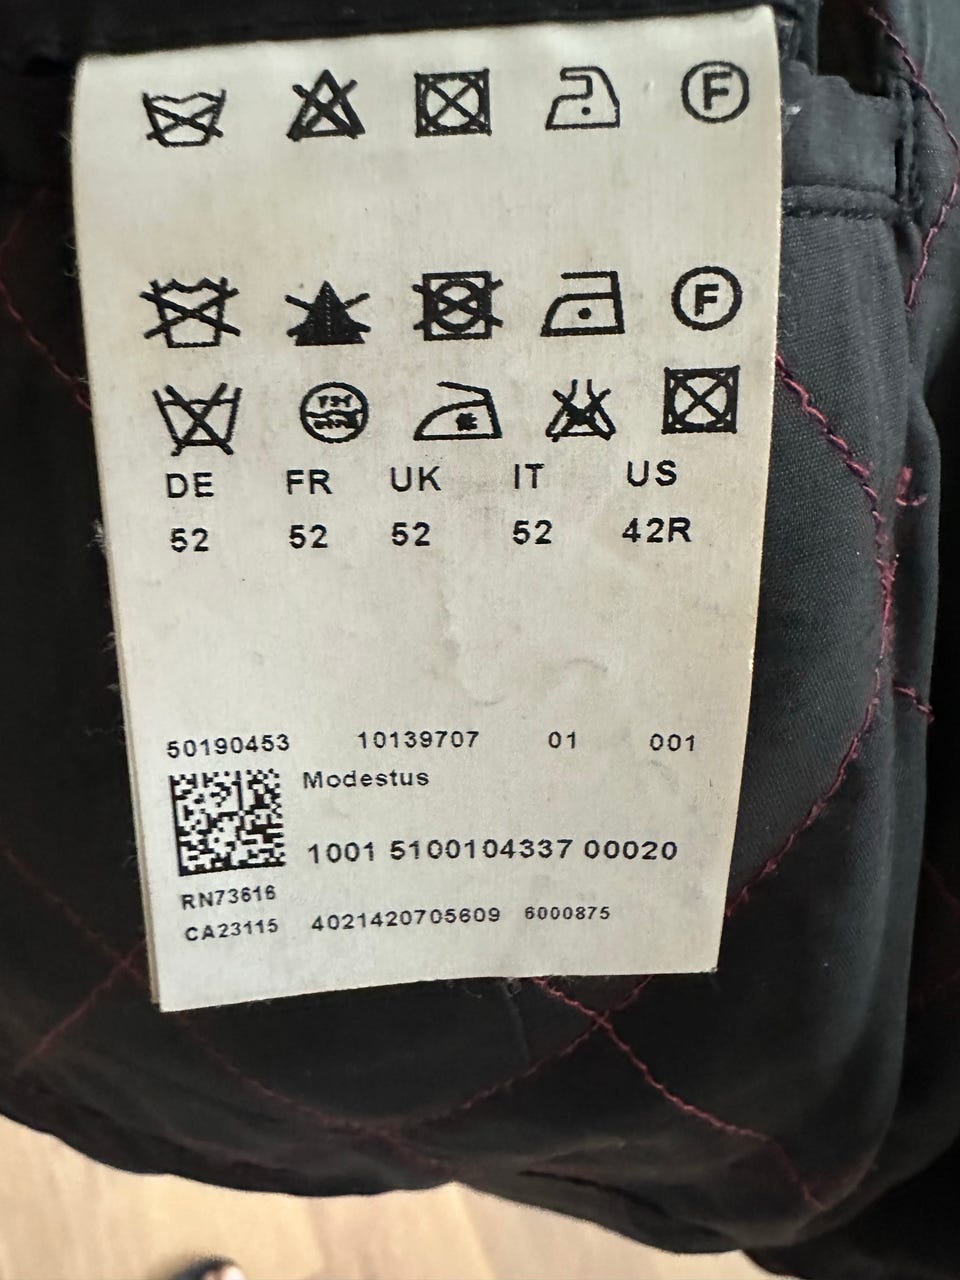 F
F
DE FR UK IT US
52 52 52 52 42R
50190453 10139707 01 001
Modestus
1001 5100104337 00020
RN73616
CA23115 4021420705609 6000875